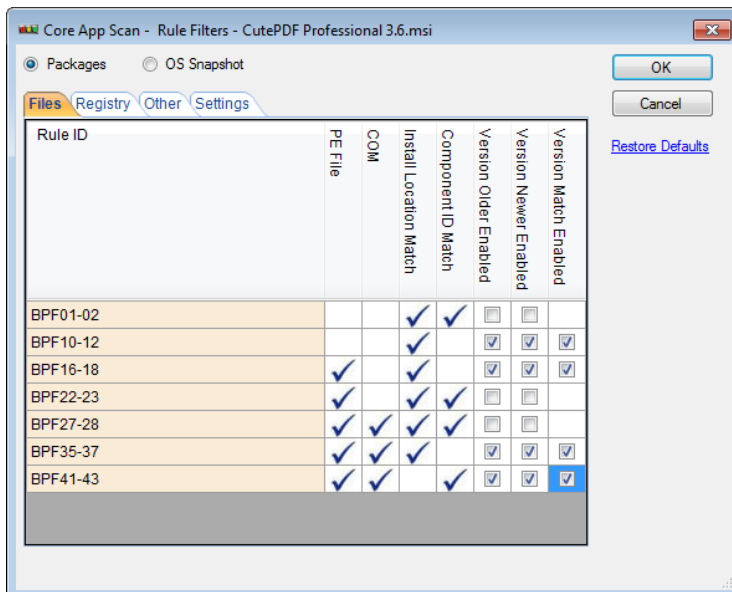 Core App Scan - Rule Filters - CutePDF Professional 3.6.msi
Packages OS Snapshot
OK
Files Registry Other Settings
Cancel
Restore Defaults
Rule ID
PE File
COM
Install Location Match
Component ID Match
Version Older Enabled
Version Newer Enabled
Version Match Enabled
BPF01-02
BPF10-12
BPF16-18
BPF22-23
BPF27-28
BPF35-37
BPF41-43